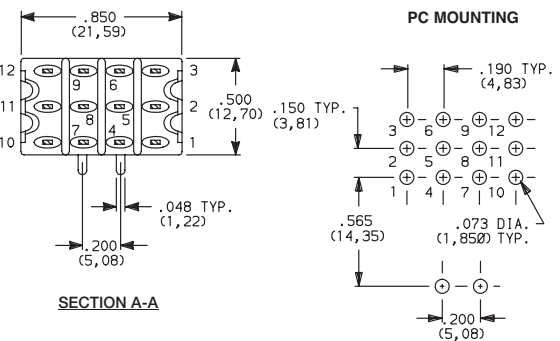 .850
(21,59)
12 9 6 3
11 8 5 2
10 7 4 1
.500
(12,70)
.048 TYP.
(1,22)
.200
(5,08)
SECTION A-A
PC MOUNTING
.190 TYP.
(4,83)
.150 TYP.
(3,81)
3 6 9 12
2 5 8 11
1 4 7 10
.565
(14,35)
.073 DIA.
(1,850) TYP.
.200
(5,08)